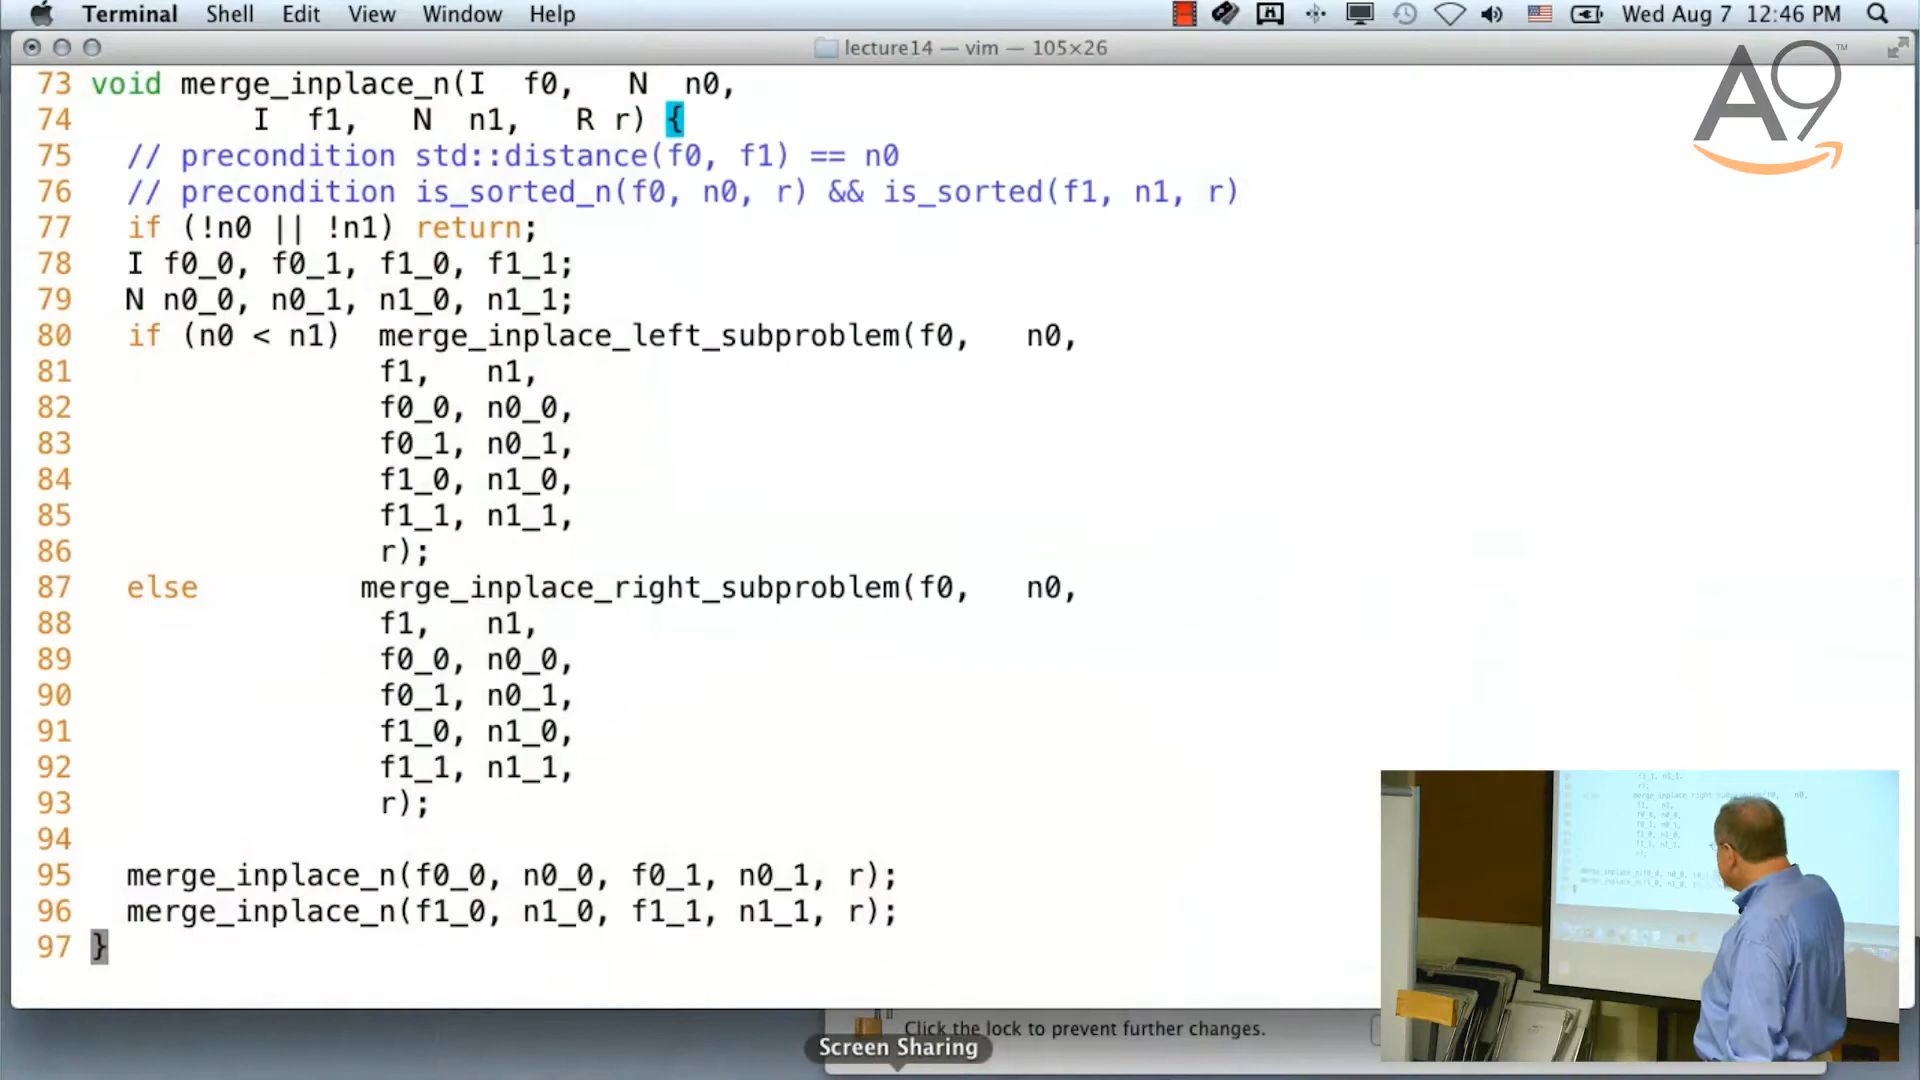 Terminal Shell Edit View Window Help Wed Aug 7 12:46 PM
lecture14 — vim — 105×26
A9™
73 void merge_inplace_n(I f0, N n0,
74 I f1, N n1, R r) {
75 // precondition std::distance(f0, f1) == n0
76 // precondition is_sorted_n(f0, n0, r) && is_sorted(f1, n1, r)
77 if (!n0 || !n1) return;
78 I f0_0, f0_1, f1_0, f1_1;
79 N n0_0, n0_1, n1_0, n1_1;
80 if (n0 < n1) merge_inplace_left_subproblem(f0, n0,
81 f1, n1,
82 f0_0, n0_0,
83 f0_1, n0_1,
84 f1_0, n1_0,
85 f1_1, n1_1,
86 r);
87 else merge_inplace_right_subproblem(f0, n0,
88 f1, n1,
89 f0_0, n0_0,
90 f0_1, n0_1,
91 f1_0, n1_0,
92 f1_1, n1_1,
93 r);
94
95 merge_inplace_n(f0_0, n0_0, f0_1, n0_1, r);
96 merge_inplace_n(f1_0, n1_0, f1_1, n1_1, r);
97 }
Click the lock to prevent further changes.
Screen Sharing